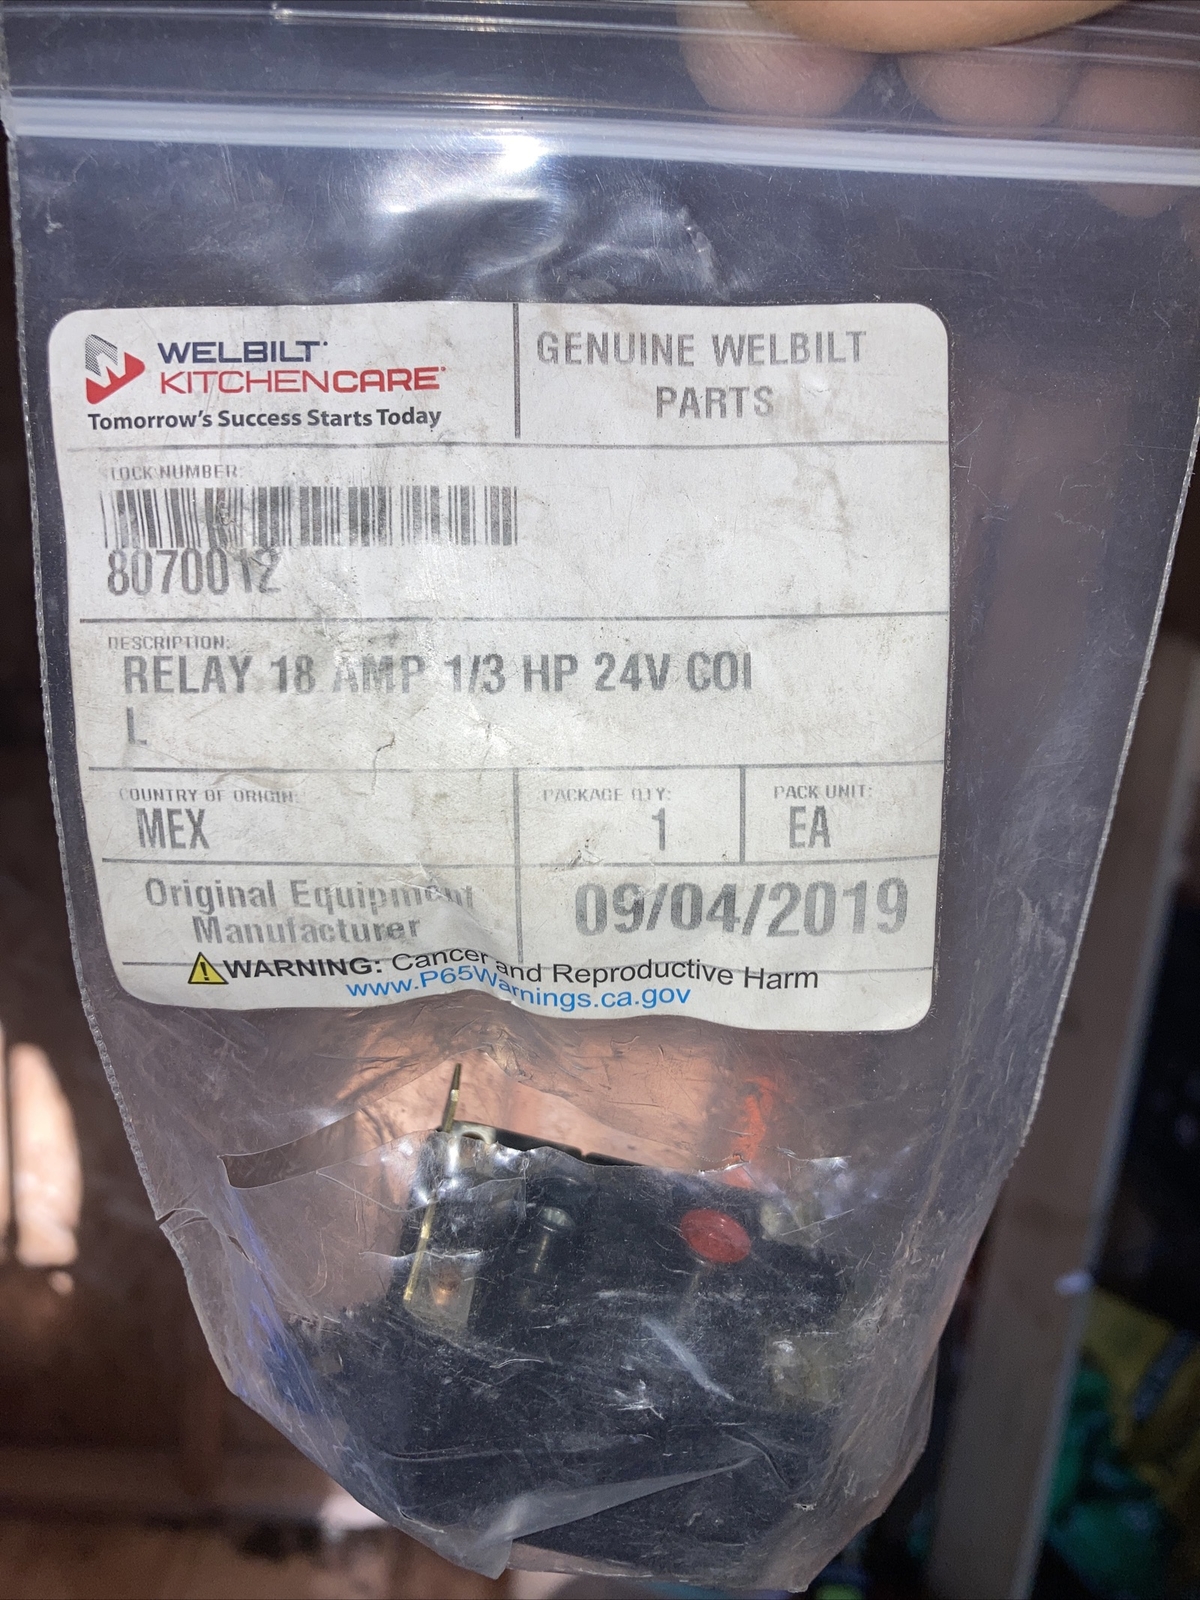 WELBILT
KITCHENCARE
Tomorrow's Success Starts Today
GENUINE WELBILT
PARTS
LOCK NUMBER:
8070012
DESCRIPTION:
RELAY 18 AMP 1/3 HP 24V COI
L
COUNTRY OF ORIGIN:
MEX
PACKAGE QTY:
1
PACK UNIT:
EA
Original Equipment
Manufacturer
09/04/2019
WARNING: Cancer and Reproductive Harm
www.P65Warnings.ca.gov